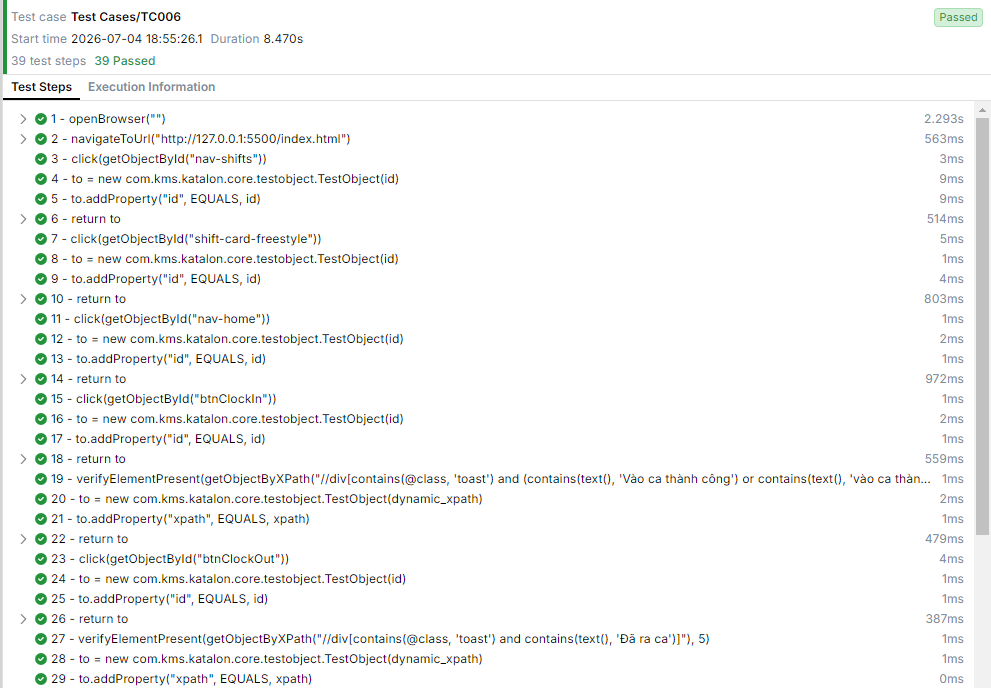 Test case Test Cases/TC006 Passed
Start time 2026-07-04 18:55:26.1 Duration 8.470s
39 test steps 39 Passed
Test Steps Execution Information
1 - openBrowser("") 2.293s
2 - navigateToUrl("http://127.0.0.1:5500/index.html") 563ms
3 - click(getObjectById("nav-shifts")) 3ms
4 - to = new com.kms.katalon.core.testobject.TestObject(id) 9ms
5 - to.addProperty("id", EQUALS, id) 9ms
6 - return to 514ms
7 - click(getObjectById("shift-card-freestyle")) 5ms
8 - to = new com.kms.katalon.core.testobject.TestObject(id) 1ms
9 - to.addProperty("id", EQUALS, id) 4ms
10 - return to 803ms
11 - click(getObjectById("nav-home")) 1ms
12 - to = new com.kms.katalon.core.testobject.TestObject(id) 2ms
13 - to.addProperty("id", EQUALS, id) 1ms
14 - return to 972ms
15 - click(getObjectById("btnClockIn")) 1ms
16 - to = new com.kms.katalon.core.testobject.TestObject(id) 2ms
17 - to.addProperty("id", EQUALS, id) 1ms
18 - return to 559ms
19 - verifyElementPresent(getObjectByXPath("//div[contains(@class, 'toast') and (contains(text(), 'Vào ca thành công') or contains(text(), 'vào ca thàn... 1ms
20 - to = new com.kms.katalon.core.testobject.TestObject(dynamic_xpath) 2ms
21 - to.addProperty("xpath", EQUALS, xpath) 1ms
22 - return to 479ms
23 - click(getObjectById("btnClockOut")) 4ms
24 - to = new com.kms.katalon.core.testobject.TestObject(id) 1ms
25 - to.addProperty("id", EQUALS, id) 1ms
26 - return to 387ms
27 - verifyElementPresent(getObjectByXPath("//div[contains(@class, 'toast') and contains(text(), 'Đã ra ca')]"), 5) 1ms
28 - to = new com.kms.katalon.core.testobject.TestObject(dynamic_xpath) 1ms
29 - to.addProperty("xpath", EQUALS, xpath) 0ms